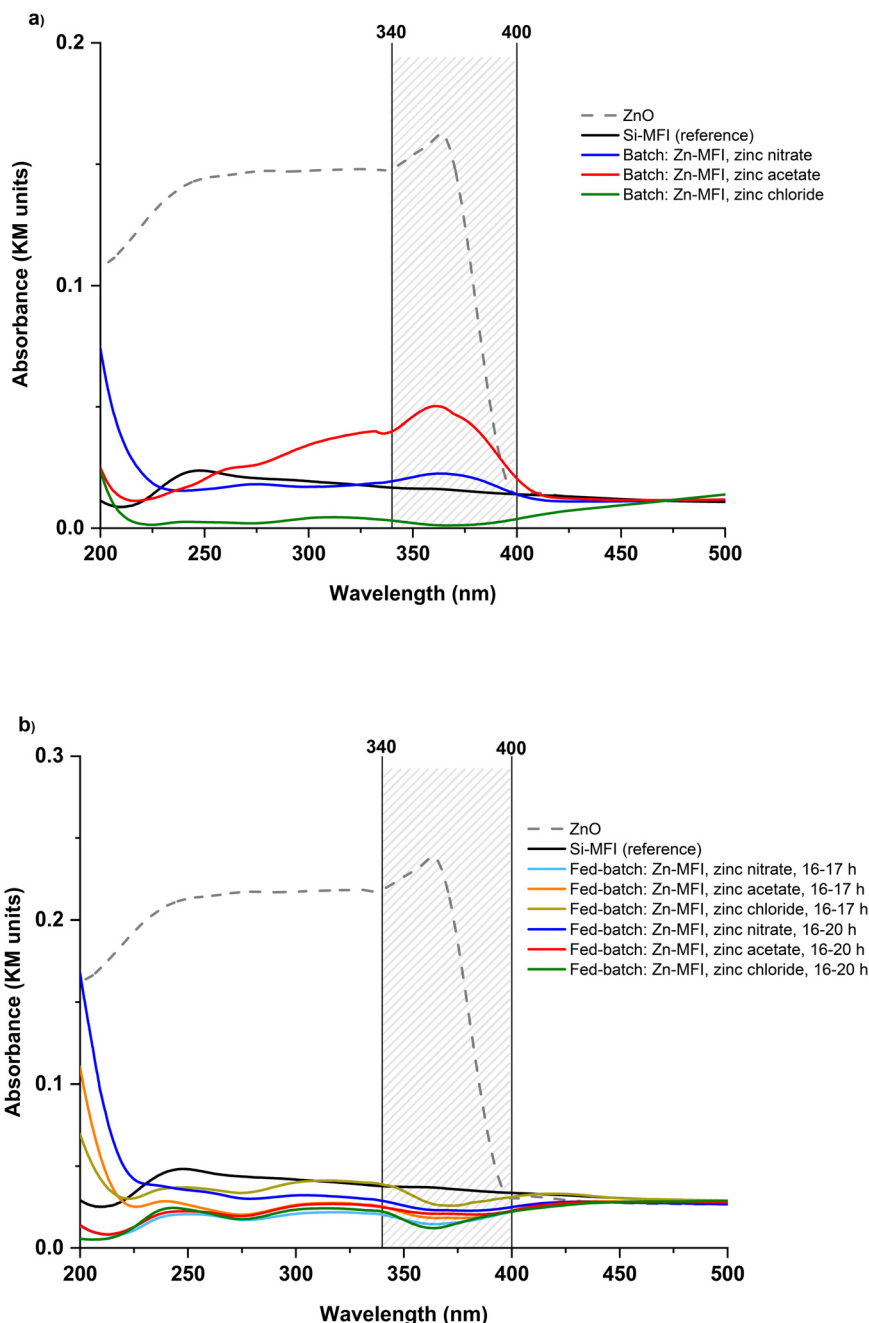 a)
340 400
0.2
ZnO
Si-MFI (reference)
Batch: Zn-MFI, zinc nitrate
Batch: Zn-MFI, zinc acetate
Batch: Zn-MFI, zinc chloride
Absorbance (KM units)
0.1
0.0
200 250 300 350 400 450 500
Wavelength (nm)
b)
340 400
0.3
ZnO
Si-MFI (reference)
Fed-batch: Zn-MFI, zinc nitrate, 16-17 h
Fed-batch: Zn-MFI, zinc acetate, 16-17 h
Fed-batch: Zn-MFI, zinc chloride, 16-17 h
Fed-batch: Zn-MFI, zinc nitrate, 16-20 h
Fed-batch: Zn-MFI, zinc acetate, 16-20 h
Fed-batch: Zn-MFI, zinc chloride, 16-20 h
Absorbance (KM units)
0.2
0.1
0.0
200 250 300 350 400 450 500
Wavelength (nm)